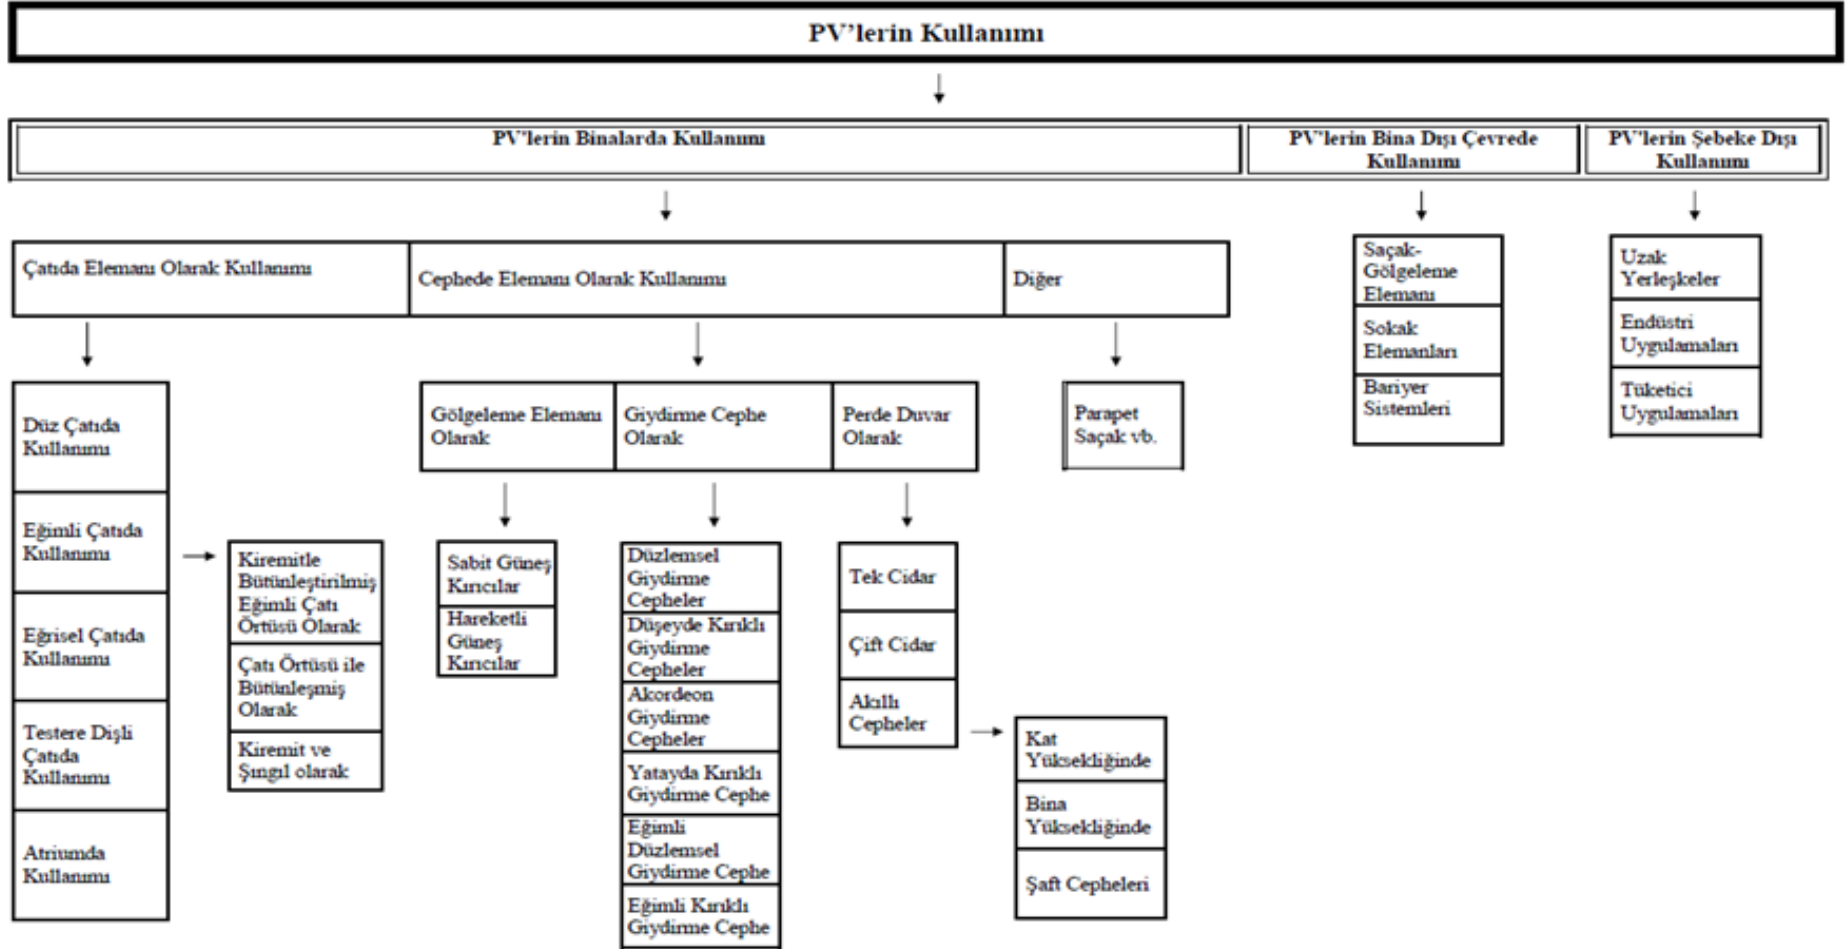 PV'lerin Kullanımı
PV'lerin Binalarda Kullanımı
PV'lerin Bina Dışı Çevrede
Kullanımı
PV'lerin Şebeke Dışı
Kullanımı
Çatıda Elemanı Olarak Kullanımı
Cephede Elemanı Olarak Kullanımı
Diğer
Saçak-
Gölgeleme
Elemanı
Sokak
Elemanları
Bariyer
Sistemleri
Uzak
Yerleşkeler
Endüstri
Uygulamaları
Tüketici
Uygulamaları
Düz Çatıda
Kullanımı
Eğimli Çatıda
Kullanımı
Eğrisel Çatıda
Kullanımı
Testere Dişli
Çatıda
Kullanımı
Atriumda
Kullanımı
Kiremitle
Bütünleştirilmiş
Eğimli Çatı
Örtüsü Olarak
Çatı Örtüsü ile
Bütünleşmiş
Olarak
Kiremit ve
Şıngıl olarak
Gölgeleme Elemanı
Olarak
Giydirme Cephe
Olarak
Perde Duvar
Olarak
Parapet
Saçak vb.
Sabit Güneş
Kırıcılar
Hareketli
Güneş
Kırıcılar
Düzlemsel
Giydirme
Cepheler
Düşeyde Kırıklı
Giydirme
Cepheler
Akordeon
Giydirme
Cepheler
Yatayda Kırıklı
Giydirme Cephe
Eğimli
Düzlemsel
Giydirme Cephe
Eğimli Kırıklı
Giydirme Cephe
Tek Cidar
Çift Cidar
Akıllı
Cepheler
Kat
Yüksekliğinde
Bina
Yüksekliğinde
Şaft Cepheleri